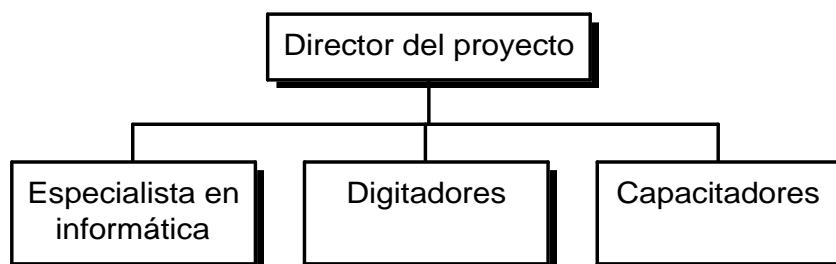 Director del proyecto
Especialista en
informática
Digitadores
Capacitadores